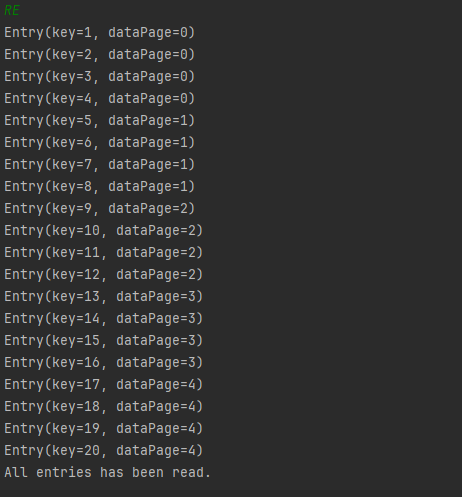 RE
Entry(key=1, dataPage=0)
Entry(key=2, dataPage=0)
Entry(key=3, dataPage=0)
Entry(key=4, dataPage=0)
Entry(key=5, dataPage=1)
Entry(key=6, dataPage=1)
Entry(key=7, dataPage=1)
Entry(key=8, dataPage=1)
Entry(key=9, dataPage=2)
Entry(key=10, dataPage=2)
Entry(key=11, dataPage=2)
Entry(key=12, dataPage=2)
Entry(key=13, dataPage=3)
Entry(key=14, dataPage=3)
Entry(key=15, dataPage=3)
Entry(key=16, dataPage=3)
Entry(key=17, dataPage=4)
Entry(key=18, dataPage=4)
Entry(key=19, dataPage=4)
Entry(key=20, dataPage=4)
All entries has been read.